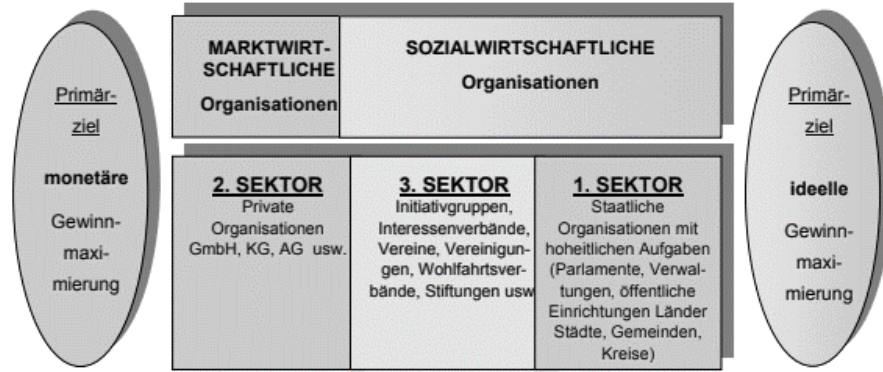 Primär-
ziel
monetäre
Gewinn-
maxi-
mierung
MARKTWIRT-
SCHAFTLICHE
Organisationen
SOZIALWIRTSCHAFTLICHE
Organisationen
2. SEKTOR
Private
Organisationen
GmbH, KG, AG usw.
3. SEKTOR
Initiativgruppen,
Interessenverbände,
Vereine, Vereinigun-
gen, Wohlfahrtsver-
bände, Stiftungen usw
1. SEKTOR
Staatliche
Organisationen mit
hoheitlichen Aufgaben
(Parlamente, Verwal-
tungen, öffentliche
Einrichtungen Länder
Städte, Gemeinden,
Kreise)
Primär-
ziel
ideelle
Gewinn-
maxi-
mierung